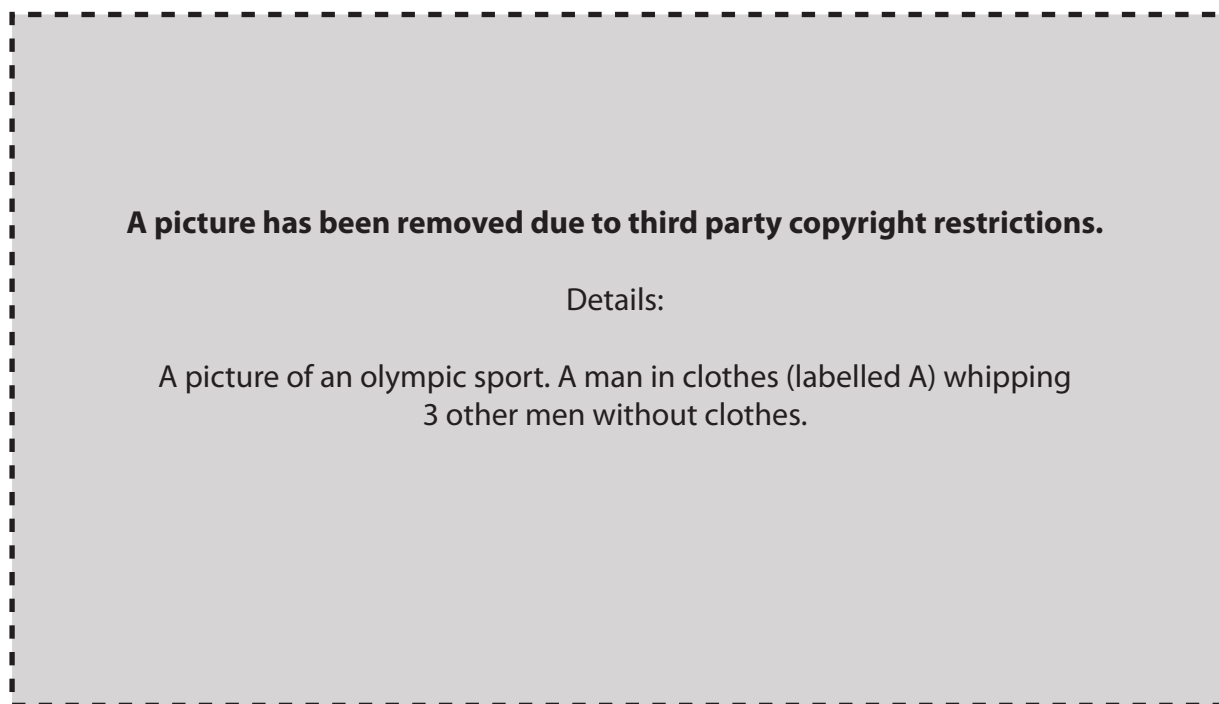 A picture has been removed due to third party copyright restrictions.
Details:
A picture of an olympic sport. A man in clothes (labelled A) whipping
3 other men without clothes.